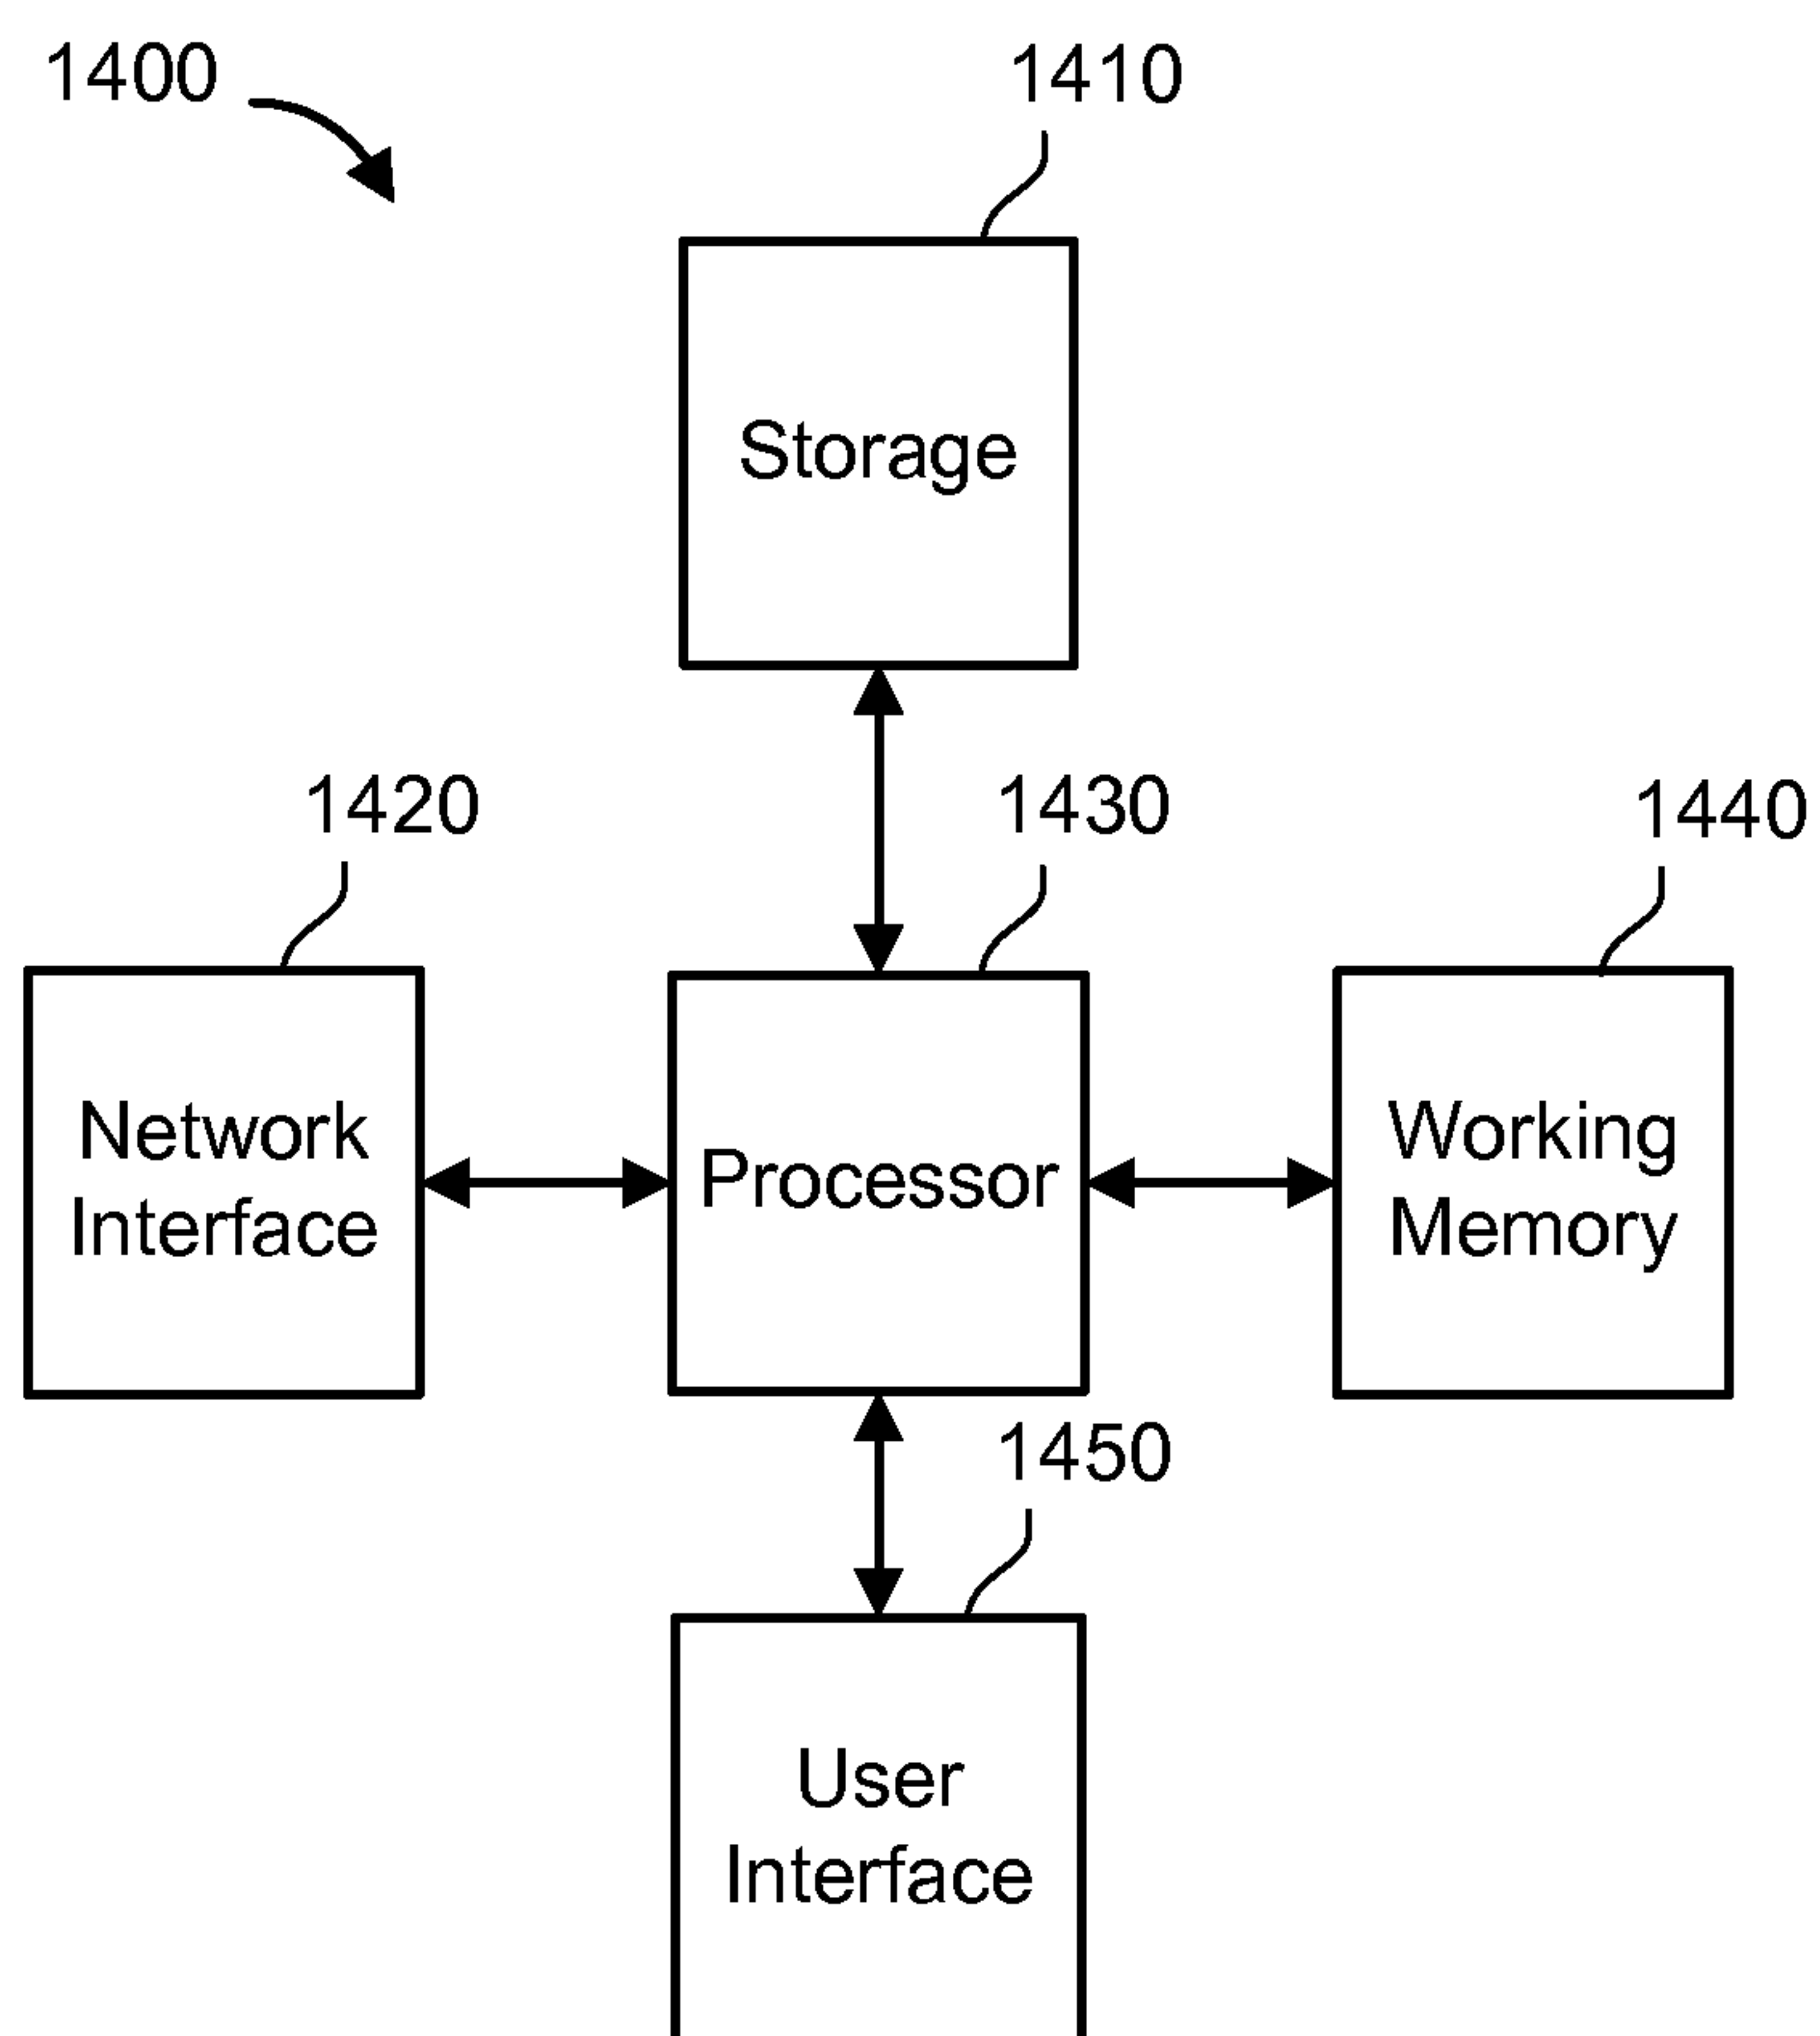 1400
1410
Storage
1420
1430
1440
Network
Interface
Processor
Working
Memory
1450
User
Interface